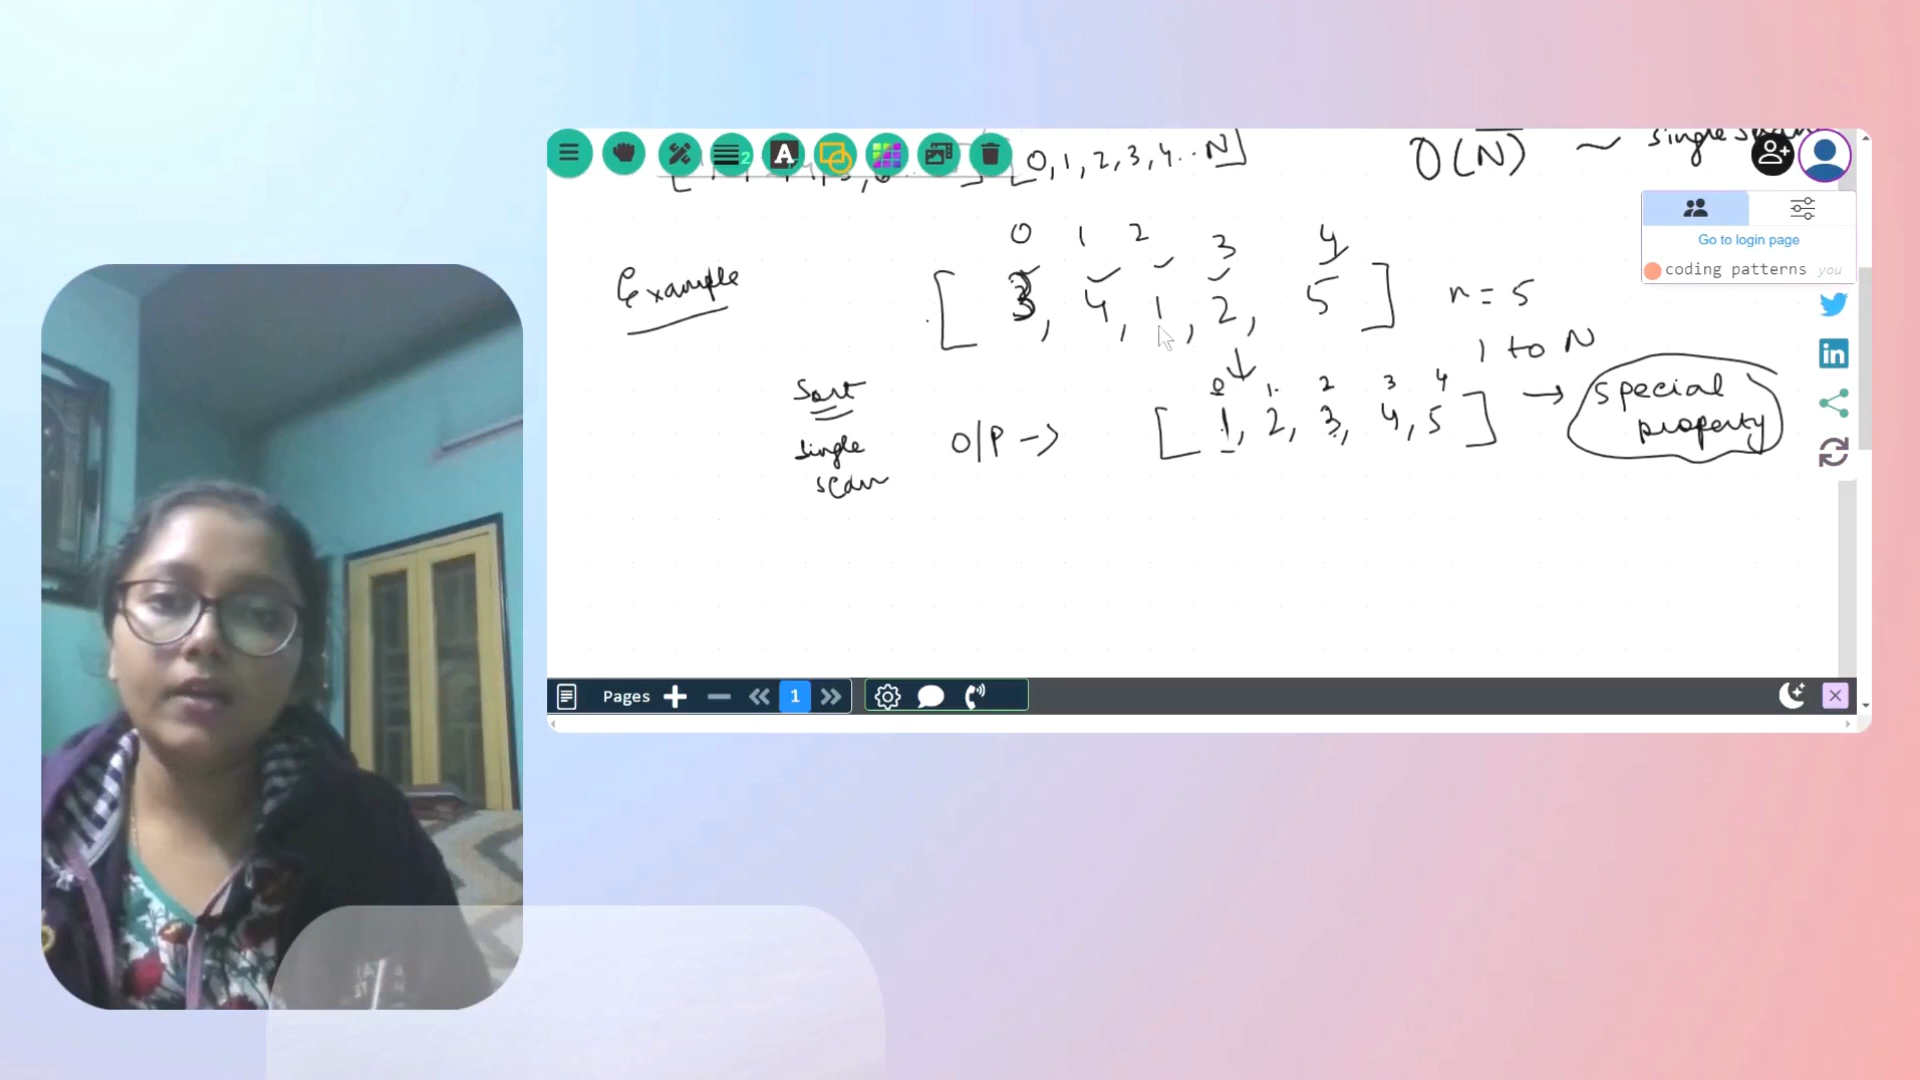 0, 1, 2, 3, 4.. N]
O(N) ~
0 1 2 3 4
Example [ 3, 4, 1, 2, 5 ] n = 5
1 to N
Sort
single
scan
0 1 2 3 4
O/P -> [ 1, 2, 3, 4, 5 ] ->
special
property
A
2
Go to login page
coding patterns you
in
Pages + − « 1 »